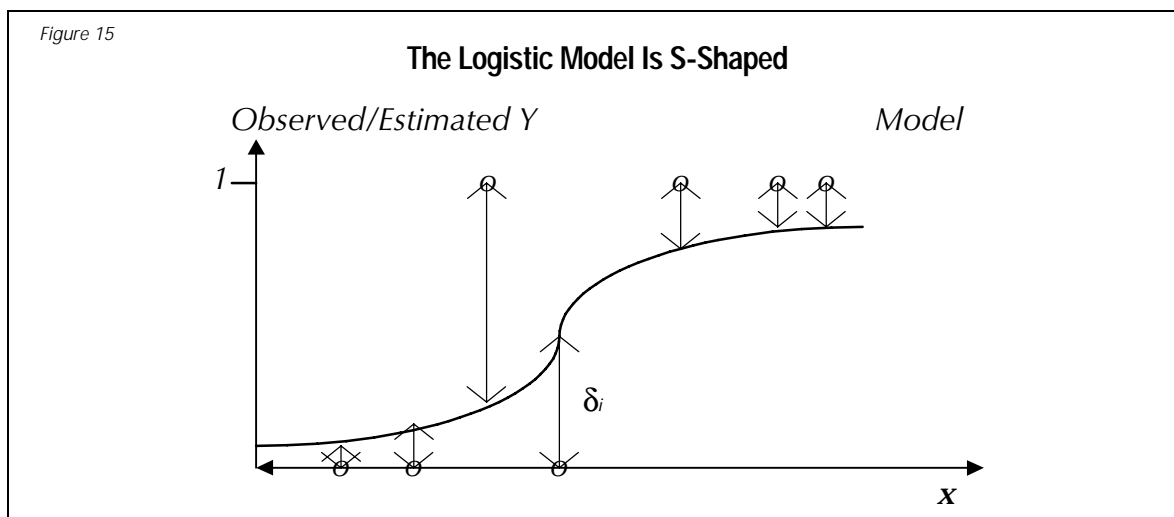 Figure 15
The Logistic Model Is S-Shaped
Observed/Estimated Y
Model
1
o o o o
δi
o o o
x